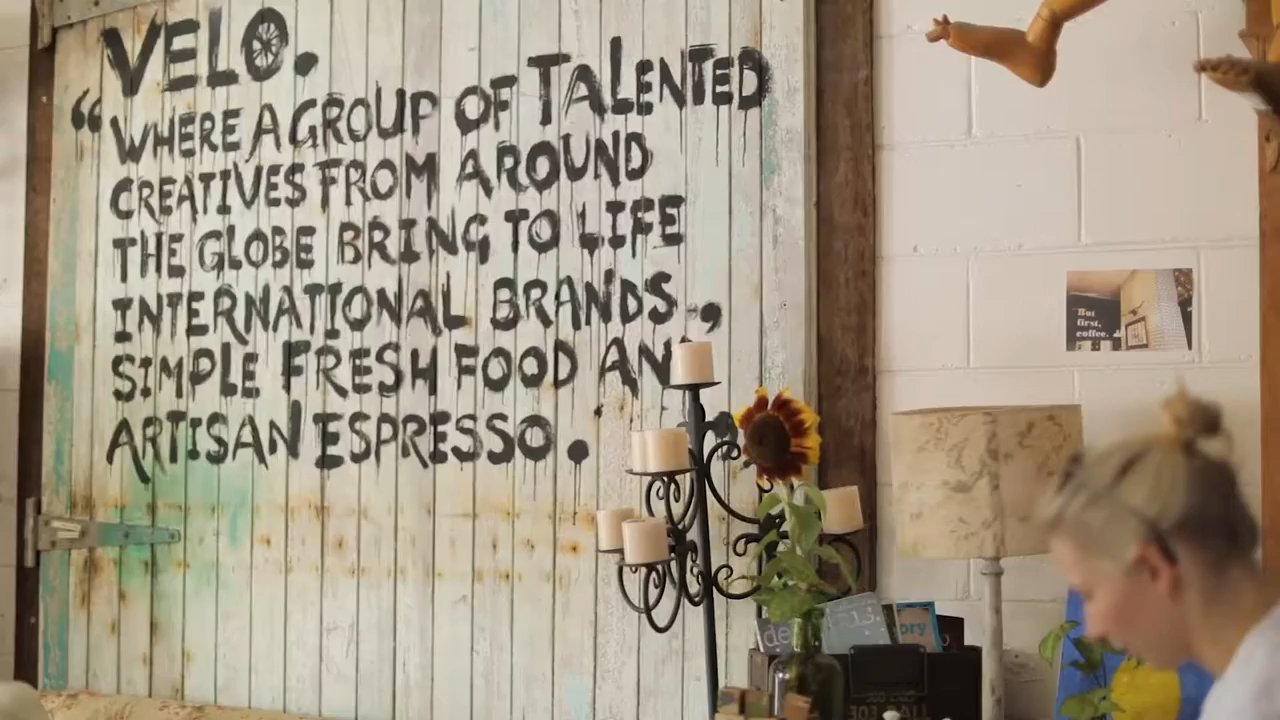 VELO.
“WHERE A GROUP OF TALENTED
CREATIVES FROM AROUND
THE GLOBE BRING TO LIFE
INTERNATIONAL BRANDS,
SIMPLE FRESH FOOD AN
ARTISAN ESPRESSO.
But
first,
coffee.